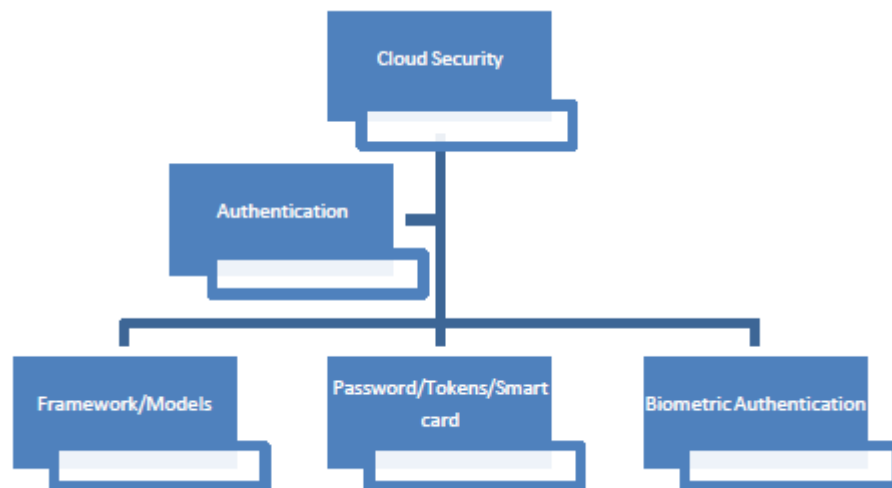 Cloud Security
Authentication
Framework/Models
Password/Tokens/Smart
card
Biometric Authentication